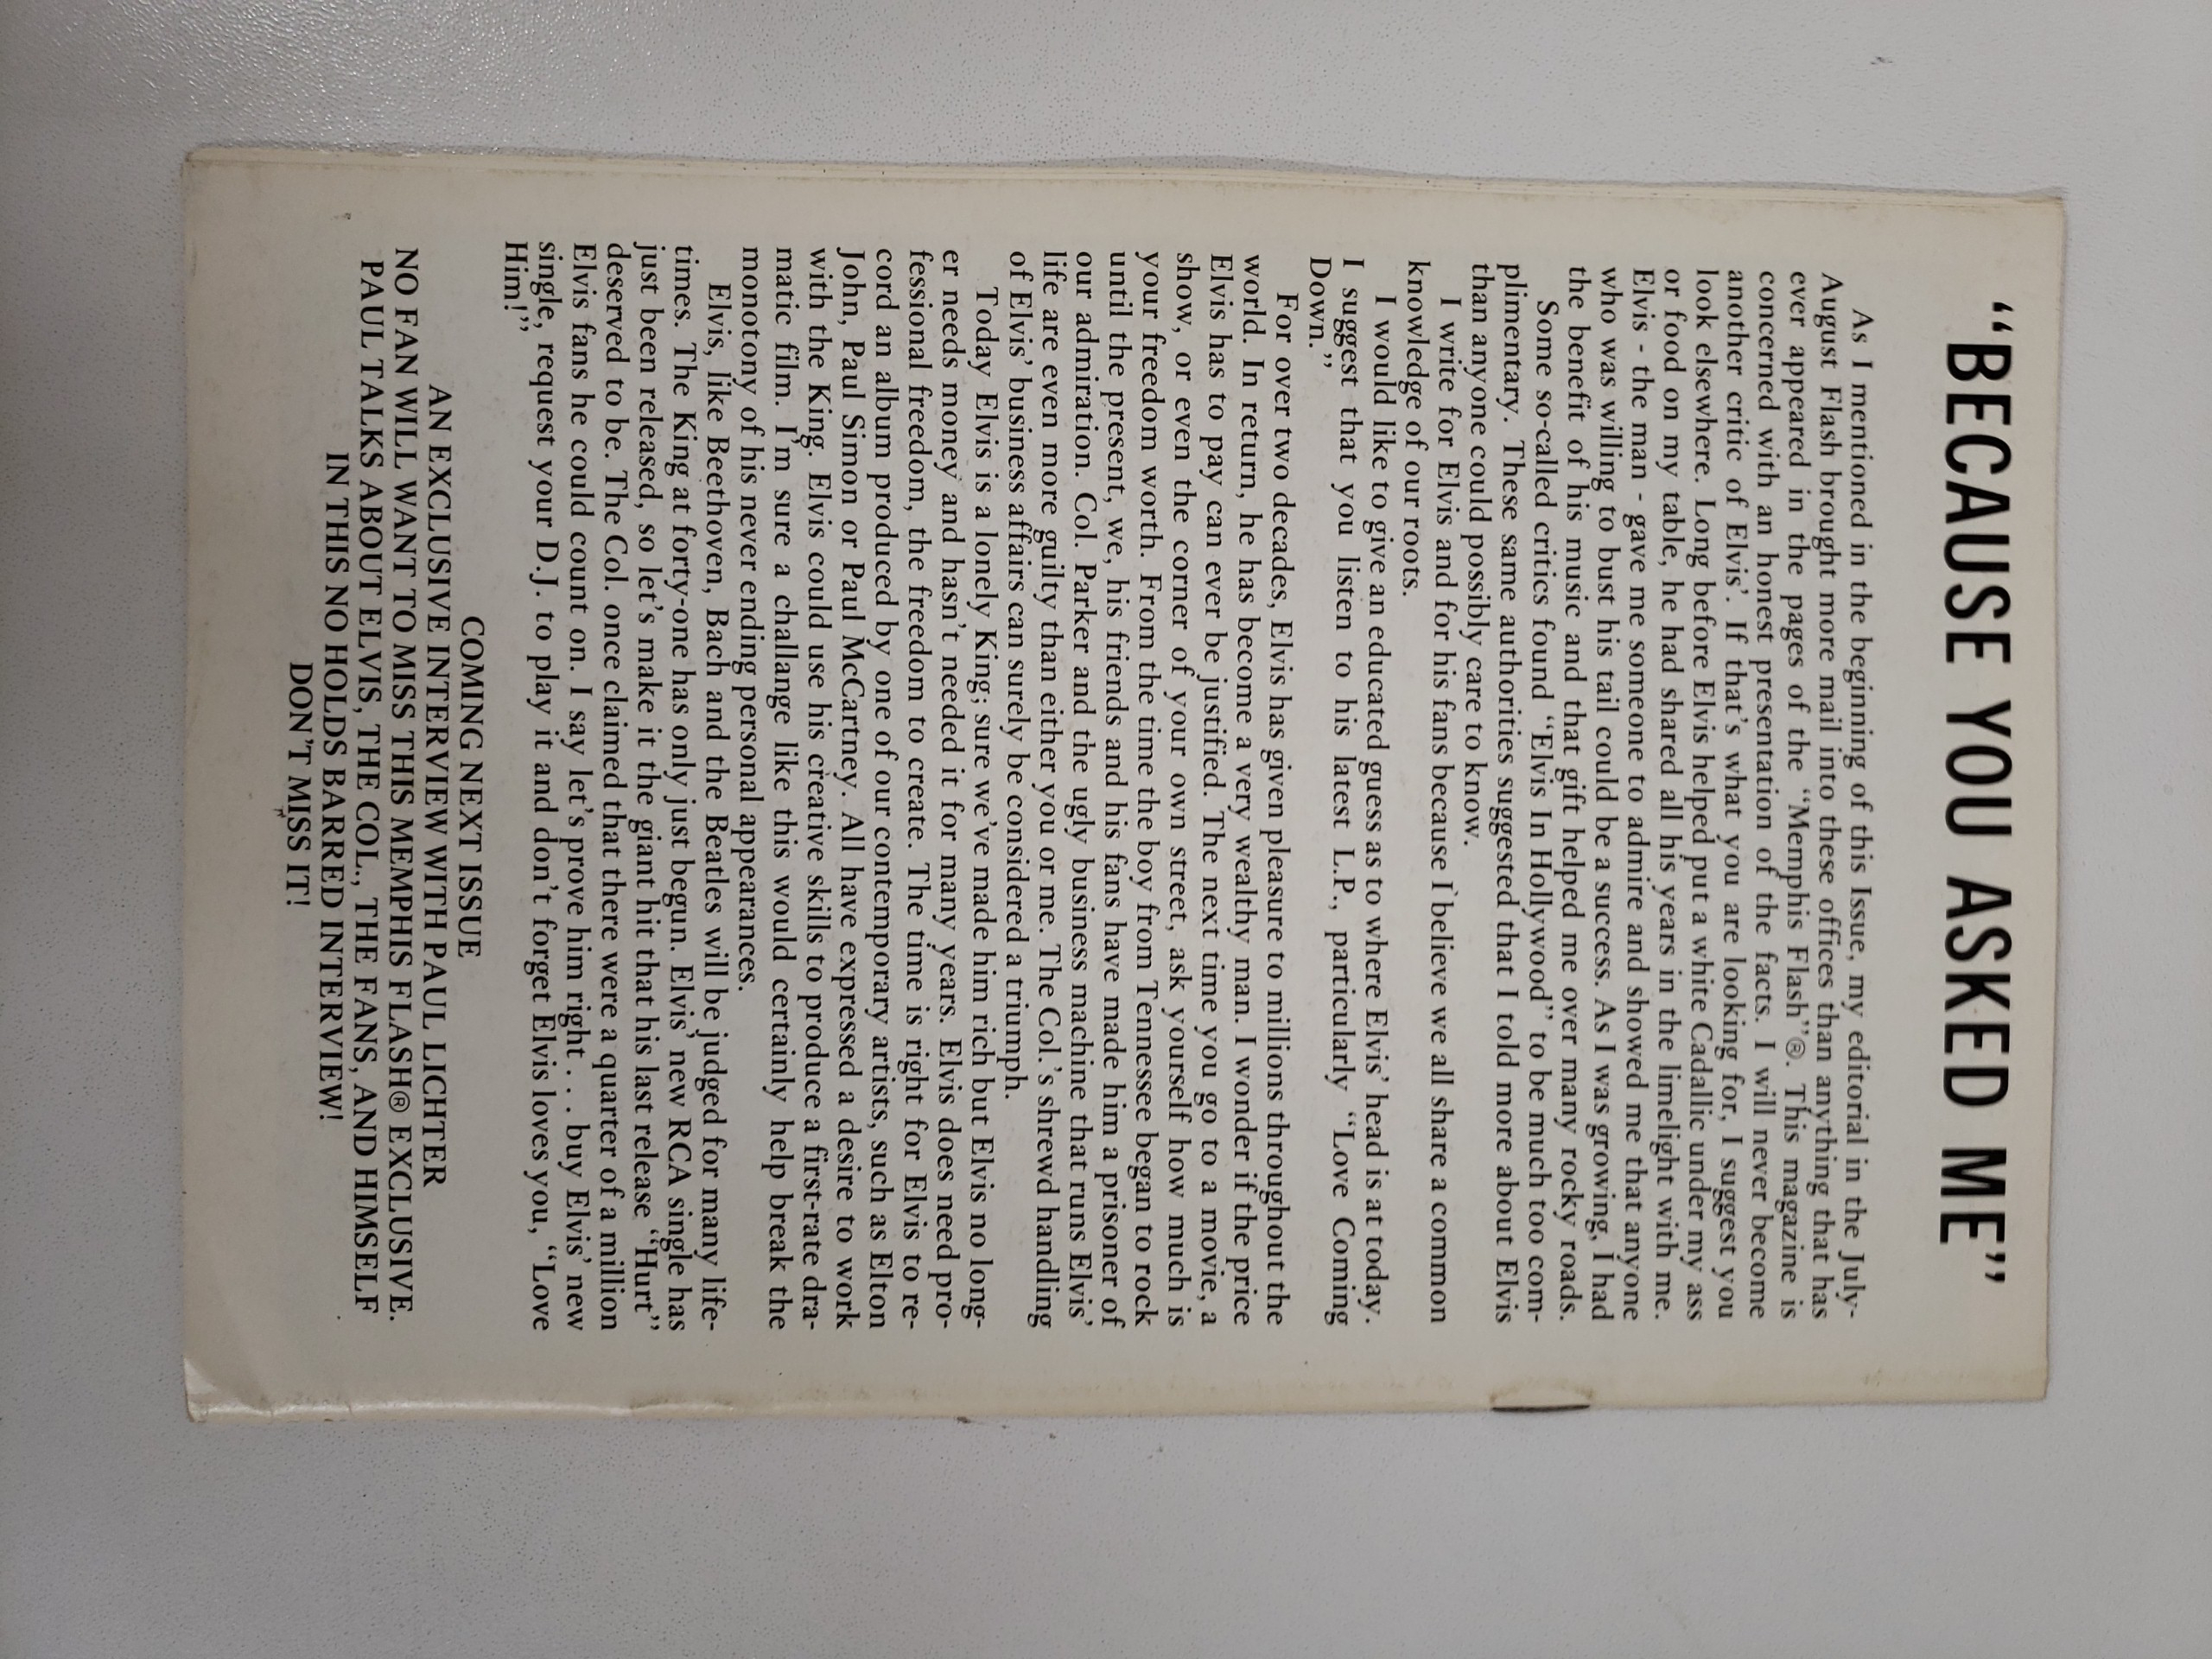 “BECAUSE YOU ASKED ME”
As I mentioned in the beginning of this Issue, my editorial in the July-
August Flash brought more mail into these offices than anything that has
ever appeared in the pages of the “Memphis Flash”®. This magazine is
concerned with an honest presentation of the facts. I will never become
another critic of Elvis’. If that’s what you are looking for, I suggest you
look elsewhere. Long before Elvis helped put a white Cadallic under my ass
or food on my table, he had shared all his years in the limelight with me.
Elvis - the man - gave me someone to admire and showed me that anyone
who was willing to bust his tail could be a success. As I was growing, I had
the benefit of his music and that gift helped me over many rocky roads.
Some so-called critics found “Elvis In Hollywood” to be much too com-
plimentary. These same authorities suggested that I told more about Elvis
than anyone could possibly care to know.
I write for Elvis and for his fans because I believe we all share a common
knowledge of our roots.
I would like to give an educated guess as to where Elvis’ head is at today.
I suggest that you listen to his latest L.P., particularly “Love Coming
Down.”
For over two decades, Elvis has given pleasure to millions throughout the
world. In return, he has become a very wealthy man. I wonder if the price
Elvis has to pay can ever be justified. The next time you go to a movie, a
show, or even the corner of your own street, ask yourself how much is
your freedom worth. From the time the boy from Tennessee began to rock
until the present, we, his friends and his fans have made him a prisoner of
our admiration. Col. Parker and the ugly business machine that runs Elvis’
life are even more guilty than either you or me. The Col.’s shrewd handling
of Elvis’ business affairs can surely be considered a triumph.
Today Elvis is a lonely King; sure we’ve made him rich but Elvis no long-
er needs money and hasn’t needed it for many years. Elvis does need pro-
fessional freedom, the freedom to create. The time is right for Elvis to re-
cord an album produced by one of our contemporary artists, such as Elton
John, Paul Simon or Paul McCartney. All have expressed a desire to work
with the King. Elvis could use his creative skills to produce a first-rate dra-
matic film. I’m sure a challange like this would certainly help break the
monotony of his never ending personal appearances.
Elvis, like Beethoven, Bach and the Beatles will be judged for many life-
times. The King at forty-one has only just begun. Elvis’ new RCA single has
just been released, so let’s make it the giant hit that his last release “Hurt”
deserved to be. The Col. once claimed that there were a quarter of a million
Elvis fans he could count on. I say let’s prove him right . . . buy Elvis’ new
single, request your D.J. to play it and don’t forget Elvis loves you, “Love
Him!”
COMING NEXT ISSUE
AN EXCLUSIVE INTERVIEW WITH PAUL LICHTER
NO FAN WILL WANT TO MISS THIS MEMPHIS FLASH® EXCLUSIVE.
PAUL TALKS ABOUT ELVIS, THE COL., THE FANS, AND HIMSELF
IN THIS NO HOLDS BARRED INTERVIEW!
DON’T MISS IT!